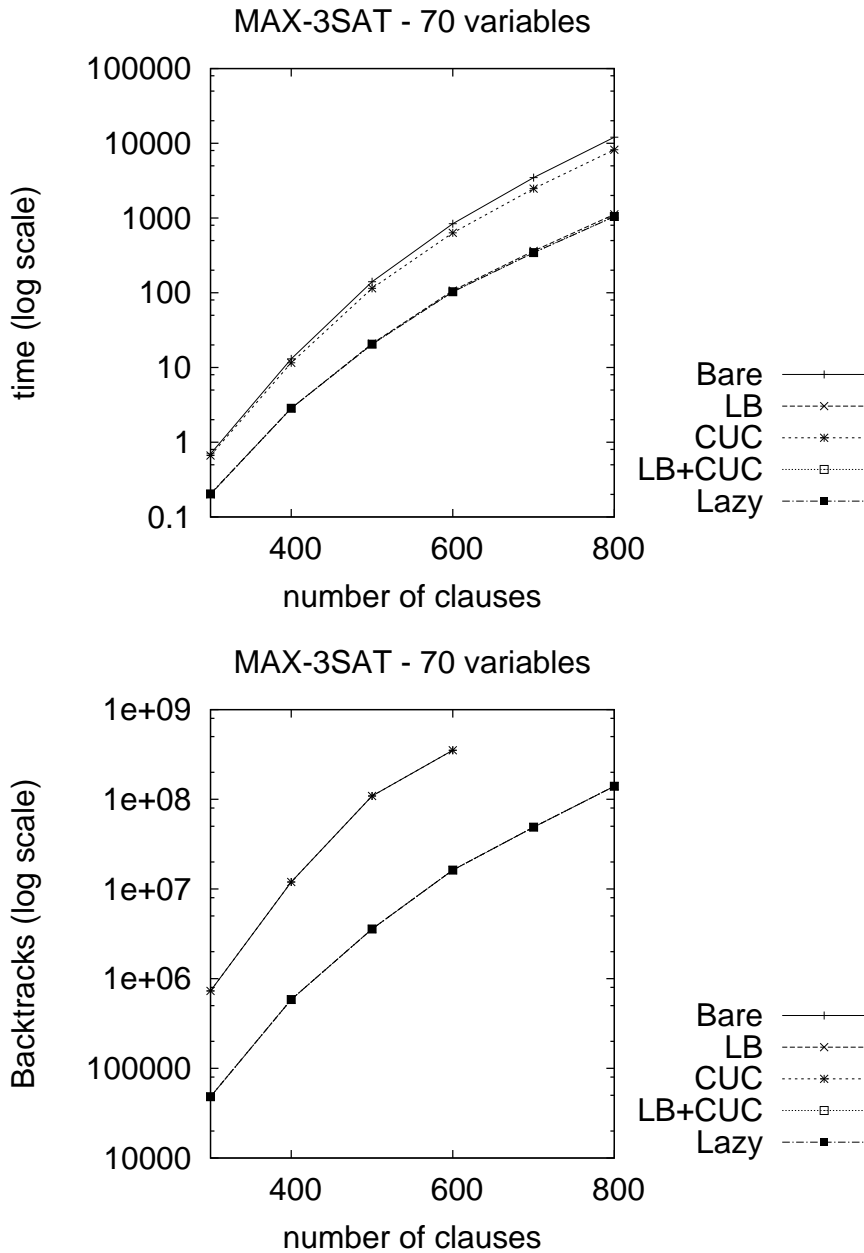 MAX-3SAT - 70 variables
100000
10000
1000
100
10
1
0.1
time (log scale)
400 600 800
number of clauses
Bare
LB
CUC
LB+CUC
Lazy
MAX-3SAT - 70 variables
1e+09
1e+08
1e+07
1e+06
100000
10000
Backtracks (log scale)
400 600 800
number of clauses
Bare
LB
CUC
LB+CUC
Lazy